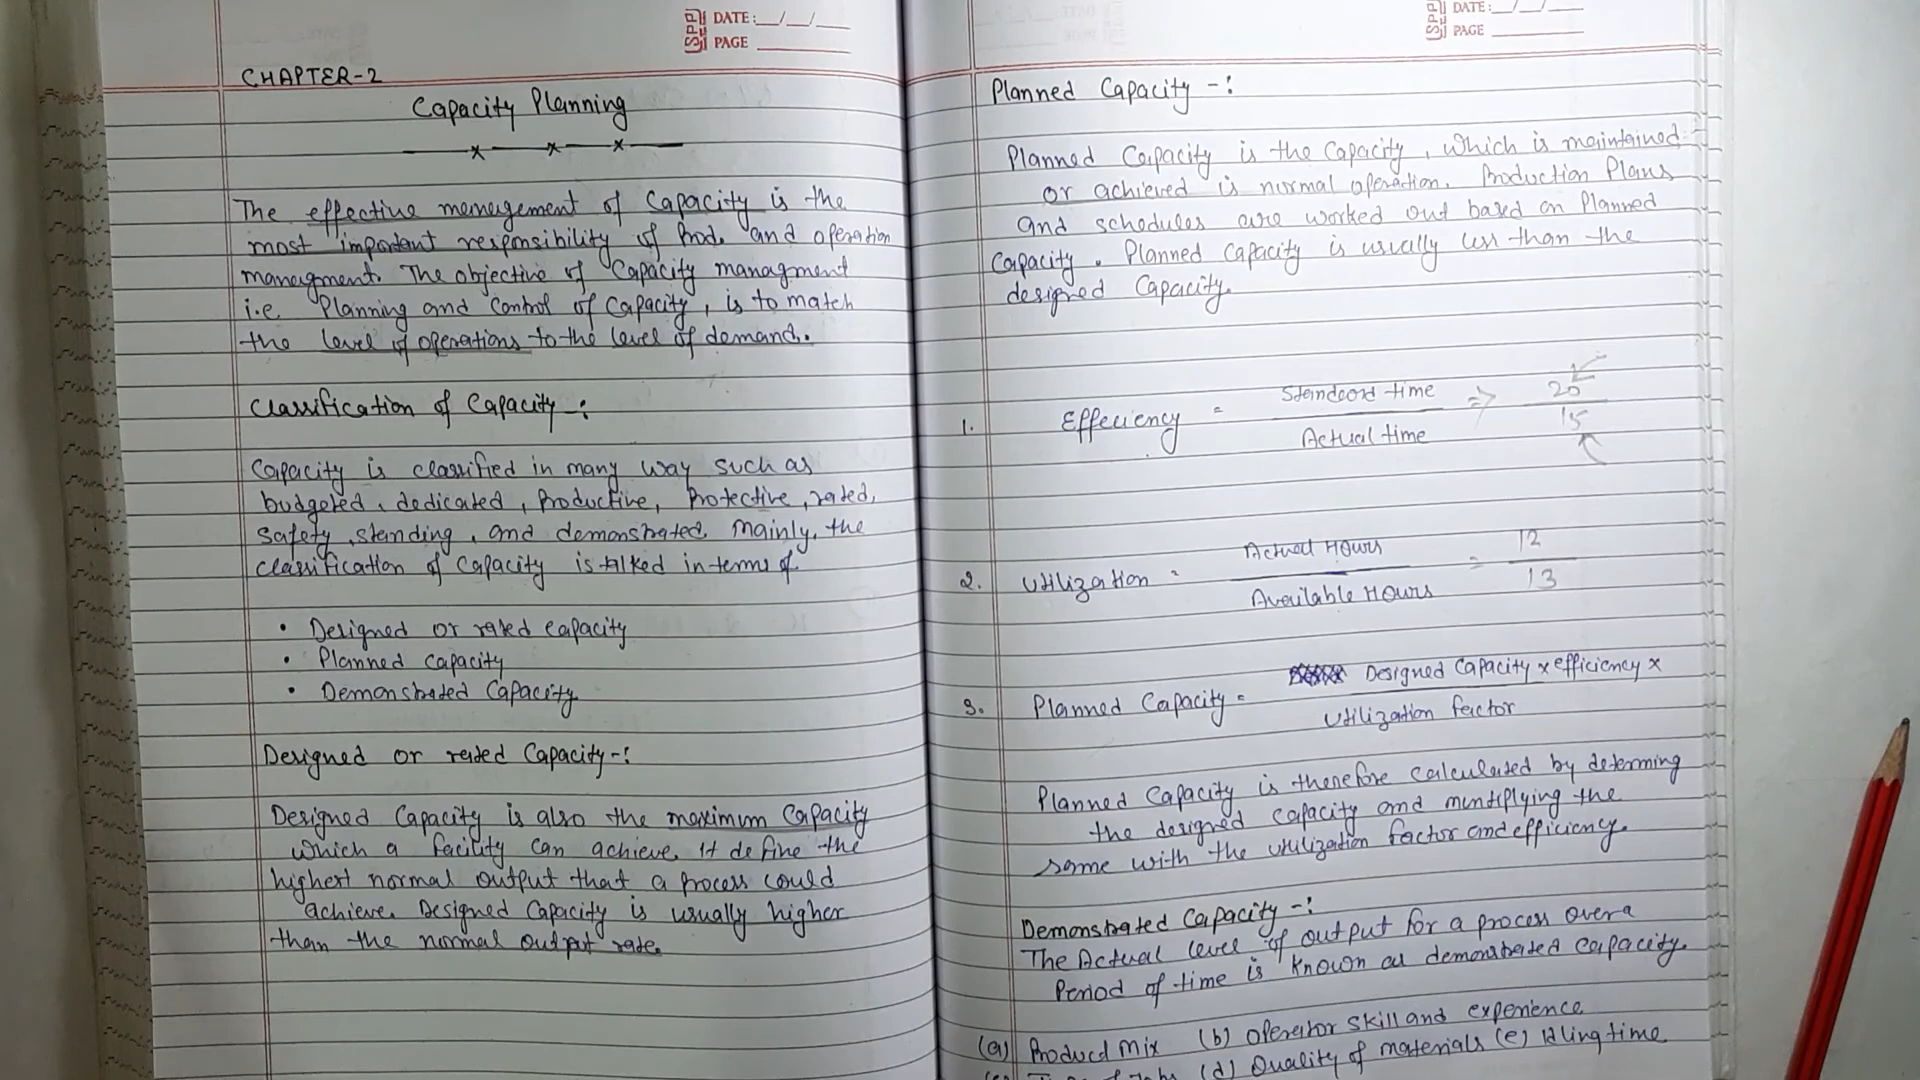 DATE:__/__/__
PAGE
CHAPTER-2
Capacity Planning
The effective menegement of Capacity is the
most important responsibility of Prod. and operation
managment. The objective of Capacity managment
i.e. Planning and Control of Capacity, is to match
the level of operations to the level of demand.
Classification of Capacity-:
Capacity is classified in many way such as
budgeted, dedicated, Productive, Protective, rated,
safety, standing, and demonstrated. Mainly, the
classification of Capacity is talked in terms of.
• Designed or rated capacity
• Planned capacity
• Demonstrated Capacity
Designed or rated Capacity-:
Designed Capacity is also the maximum Capacity
which a facility can achieve. It define the
highest normal output that a process could
achieve. Designed Capacity is usually higher
than the normal output rate.
DATE:__/__/__
PAGE
Planned Capacity-:
Planned Capacity is the Capacity, which is maintained
or achieved is normal operation. Production Plans
and schedules are worked out based on Planned
Capacity. Planned Capacity is usually less than the
designed Capacity.
1. Effeciency = Standard time / Actual time ⇒ 20 / 15
2. Utilization = Actual Hours / Available Hours = 12 / 13
3. Planned Capacity = Designed Capacity x efficiency x
Utilization factor
Planned Capacity is therefore calculated by determing
the designed capacity and multiplying the
same with the utilization factor and efficiency.
Demonstrated Capacity-:
The Actual level of output for a process over a
Period of time is Known as demonstrated Capacity.
(a) Product Mix (b) Operator skill and experience
(d) Quality of materials (e) Idling time